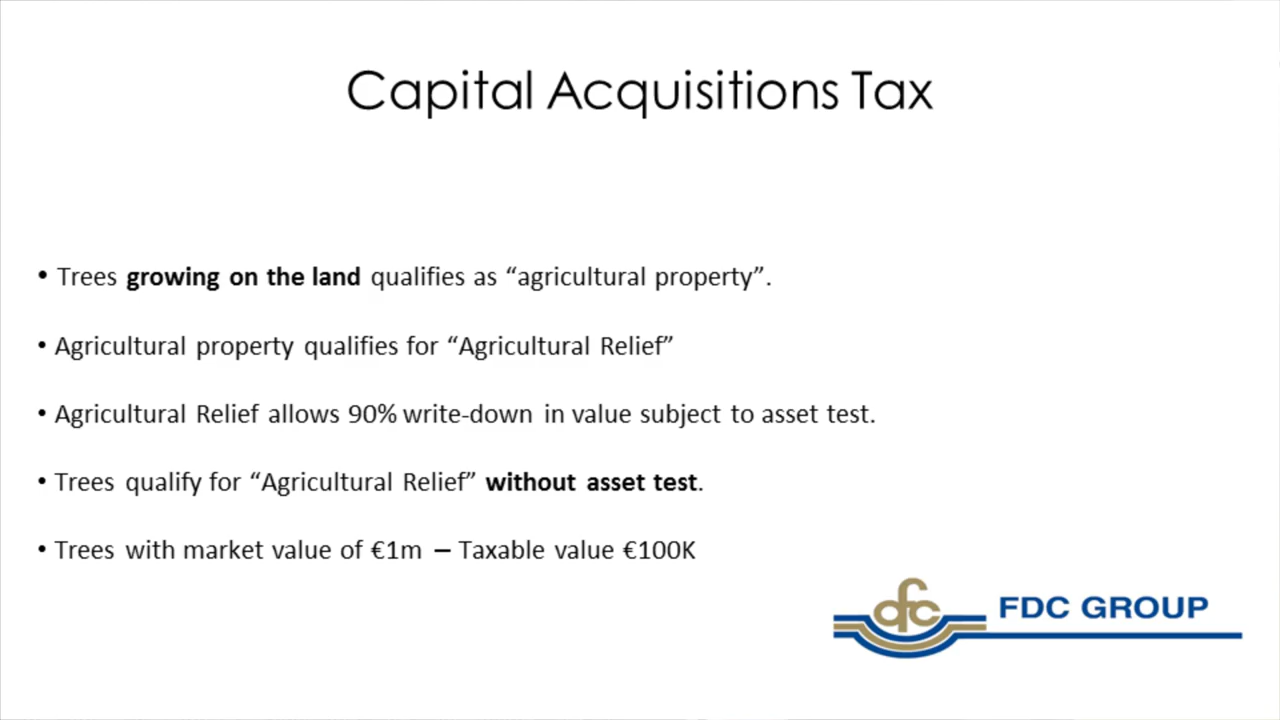 Capital Acquisitions Tax
• Trees growing on the land qualifies as “agricultural property”.
• Agricultural property qualifies for “Agricultural Relief”
• Agricultural Relief allows 90% write-down in value subject to asset test.
• Trees qualify for “Agricultural Relief” without asset test.
• Trees with market value of €1m – Taxable value €100K
fdc FDC GROUP